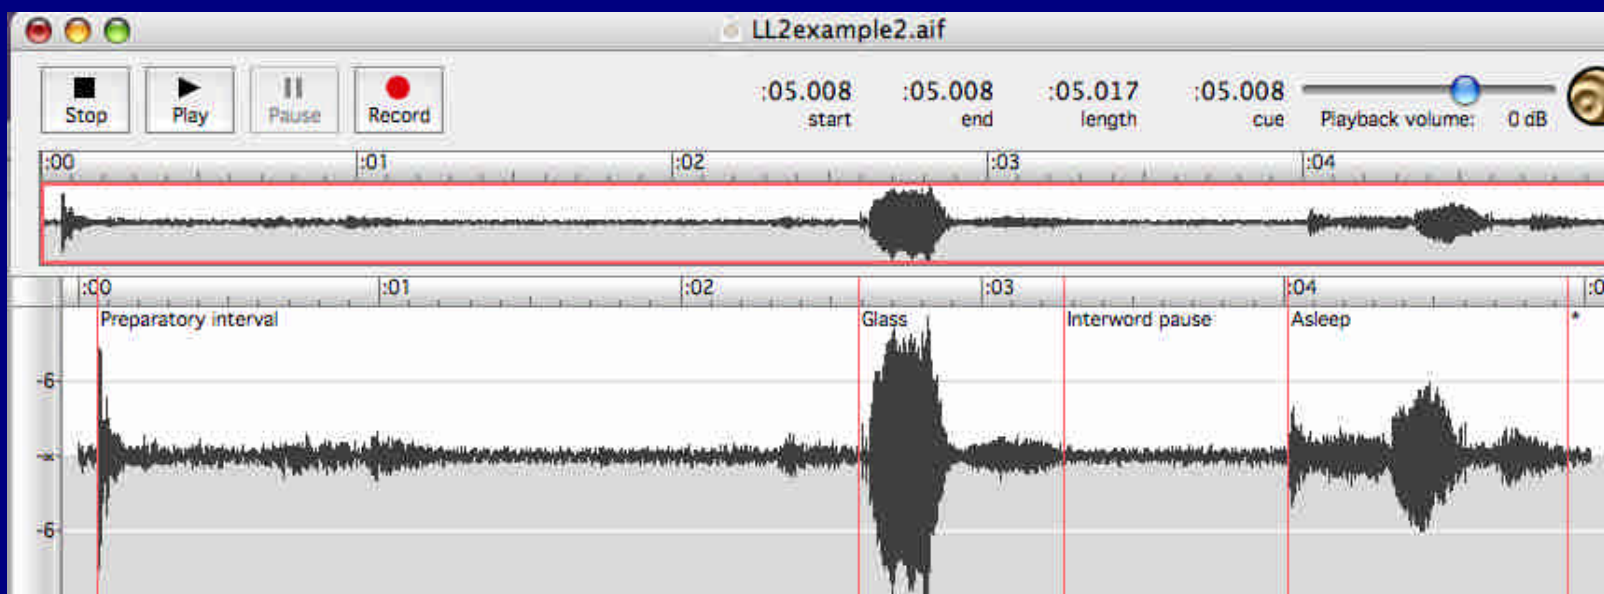 LL2example2.aif
Stop Play Pause Record
:05.008 :05.008 :05.017 :05.008
start end length cue Playback volume: 0 dB
:00 :01 :02 :03 :04
:00 :01 :02 :03 :04 :0
Preparatory interval Glass Interword pause Asleep *
-6
-∞
-6